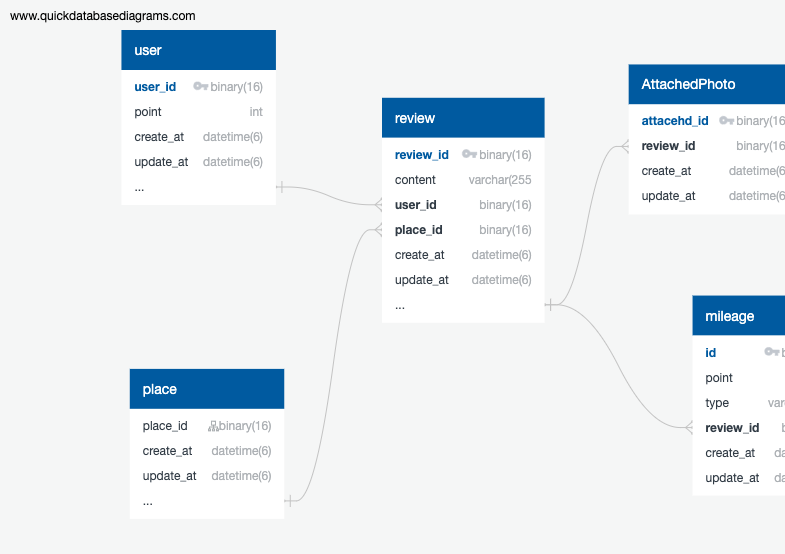 www.quickdatabasediagrams.com
user
user_id binary(16)
point int
create_at datetime(6)
update_at datetime(6)
...
review
review_id binary(16)
content varchar(255
user_id binary(16)
place_id binary(16)
create_at datetime(6)
update_at datetime(6)
...
AttachedPhoto
attacehd_id binary(16
review_id binary(16
create_at datetime(6
update_at datetime(6
place
place_id binary(16)
create_at datetime(6)
update_at datetime(6)
...
mileage
id b
point
type var
review_id b
create_at da
update_at da